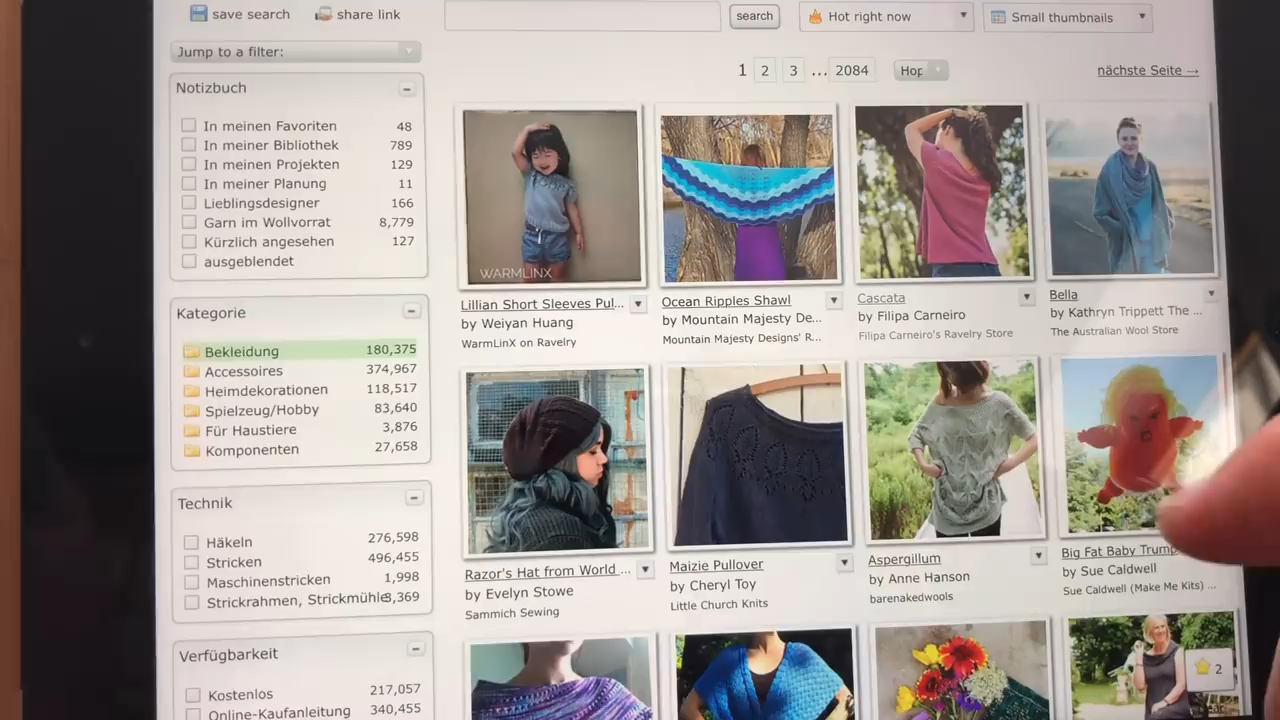 save search
share link
search
Hot right now
Small thumbnails
Jump to a filter:
1 2 3 ... 2084
Hop
nächste Seite →
Notizbuch
In meinen Favoriten 48
In meiner Bibliothek 789
In meinen Projekten 129
In meiner Planung 11
Lieblingsdesigner 166
Garn im Wollvorrat 8,779
Kürzlich angesehen 127
ausgeblendet
Kategorie
Bekleidung 180,375
Accessoires 374,967
Heimdekorationen 118,517
Spielzeug/Hobby 83,640
Für Haustiere 3,876
Komponenten 27,658
Technik
Häkeln 276,598
Stricken 496,455
Maschinenstricken 1,998
Strickrahmen, Strickmühle 3,369
Verfügbarkeit
Kostenlos 217,057
Online-Kaufanleitung 340,455
WARMLINX
Lillian Short Sleeves Pul...
by Weiyan Huang
WarmLinX on Ravelry
Ocean Ripples Shawl
by Mountain Majesty De...
Mountain Majesty Designs' R...
Cascata
by Filipa Carneiro
Filipa Carneiro's Ravelry Store
Bella
by Kathryn Trippett The ...
The Australian Wool Store
Razor's Hat from World ...
by Evelyn Stowe
Sammich Sewing
Maizie Pullover
by Cheryl Toy
Little Church Knits
Aspergillum
by Anne Hanson
barenakedwools
Big Fat Baby Trump
by Sue Caldwell
Sue Caldwell (Make Me Kits) ...
2